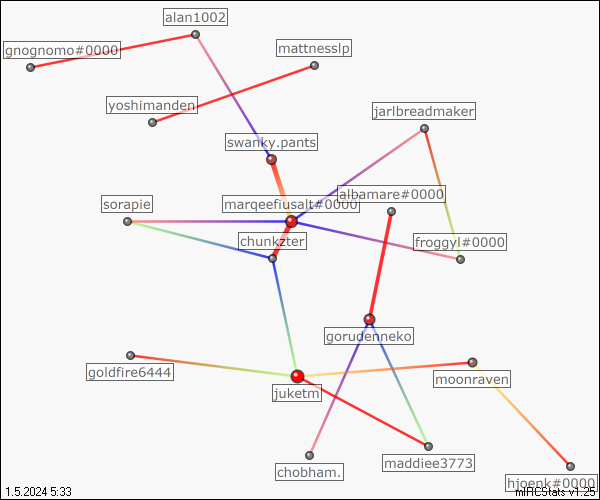 alan1002
gnognomo#0000
mattnesslp
yoshimanden
jarlbreadmaker
swanky.pants
albamare#0000
sorapie
marqeefiusalt#0000
chunkzter
froggyl#0000
gorudenneko
goldfire6444
moonraven
juketm
maddiee3773
chobham.
hjoenk#0000
1.5.2024 5:33
mIRCStats v1.25